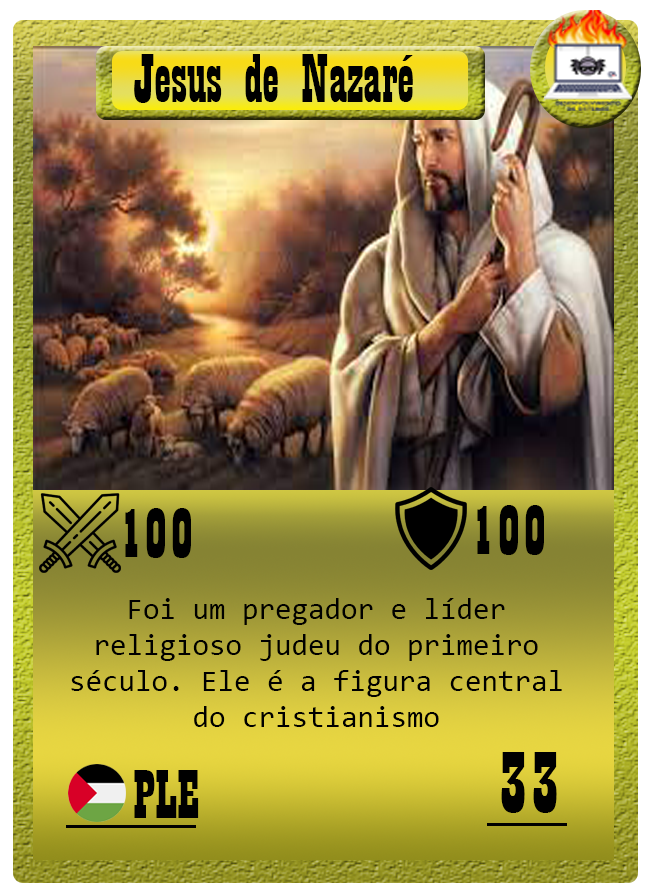 Jesus de Nazaré
100
100
Foi um pregador e líder
religioso judeu do primeiro
século. Ele é a figura central
do cristianismo
PLE
33